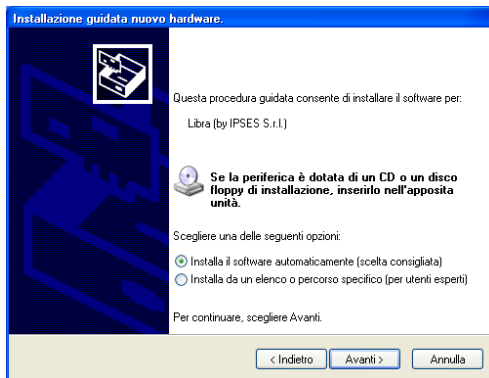 Installazione guidata nuovo hardware.
Questa procedura guidata consente di installare il software per:
Libra (by IPSES S.r.l.)
Se la periferica è dotata di un CD o un disco
floppy di installazione, inserirlo nell'apposita
unità.
Scegliere una delle seguenti opzioni:
Installa il software automaticamente (scelta consigliata)
Installa da un elenco o percorso specifico (per utenti esperti)
Per continuare, scegliere Avanti.
< Indietro
Avanti >
Annulla